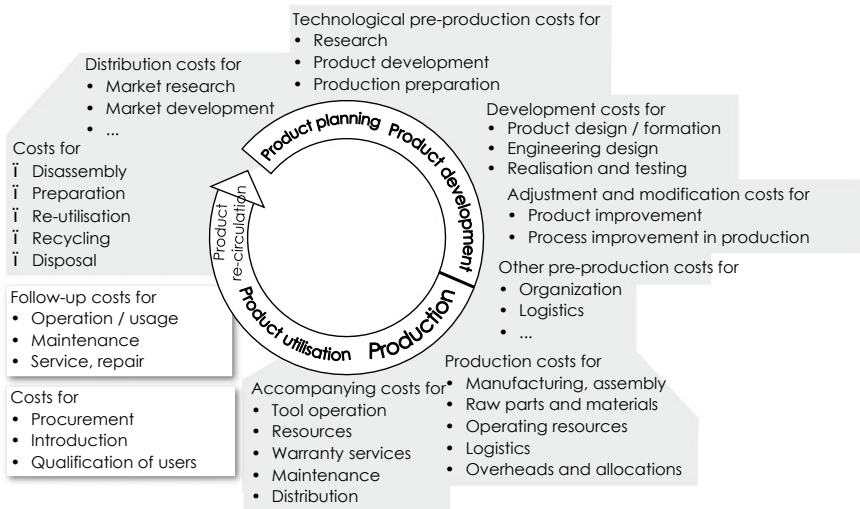 Technological pre-production costs for
• Research
• Product development
• Production preparation
Distribution costs for
• Market research
• Market development
• ...
Costs for
ï Disassembly
ï Preparation
ï Re-utilisation
ï Recycling
ï Disposal
Follow-up costs for
• Operation / usage
• Maintenance
• Service, repair
Costs for
• Procurement
• Introduction
• Qualification of users
Product planning
Product development
Production
Product utilisation
Product
re-circulation
Development costs for
• Product design / formation
• Engineering design
• Realisation and testing
Adjustment and modification costs for
• Product improvement
• Process improvement in production
Other pre-production costs for
• Organization
• Logistics
• ...
Production costs for
• Manufacturing, assembly
• Raw parts and materials
• Operating resources
• Logistics
• Overheads and allocations
Accompanying costs for
• Tool operation
• Resources
• Warranty services
• Maintenance
• Distribution